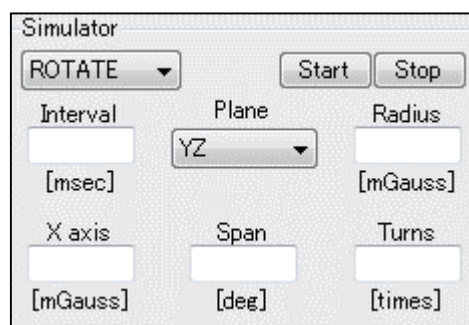 Simulator
ROTATE Start Stop
Interval Plane Radius
YZ
[msec] [mGauss]
X axis Span Turns
[mGauss] [deg] [times]